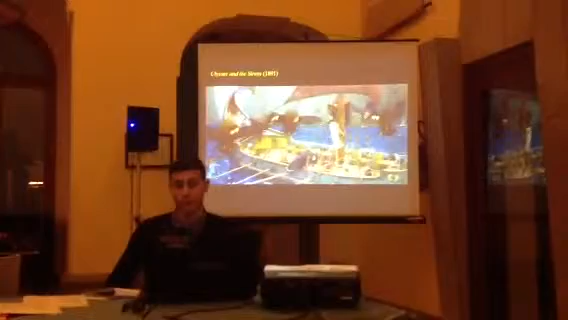 Ulysses and the Sirens (1891)